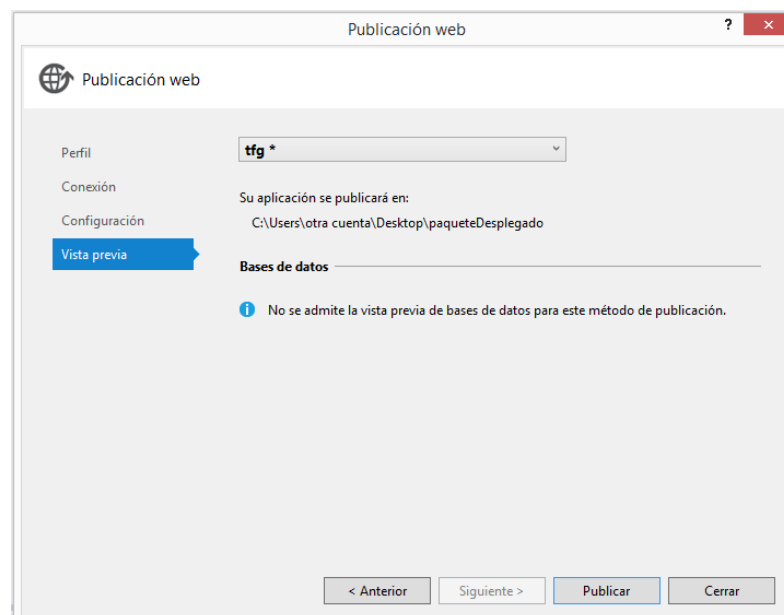 Publicación web
?
Publicación web
Perfil
Conexión
Configuración
Vista previa
tfg *
Su aplicación se publicará en:
C:\Users\otra cuenta\Desktop\paqueteDesplegado
Bases de datos
No se admite la vista previa de bases de datos para este método de publicación.
< Anterior
Siguiente >
Publicar
Cerrar